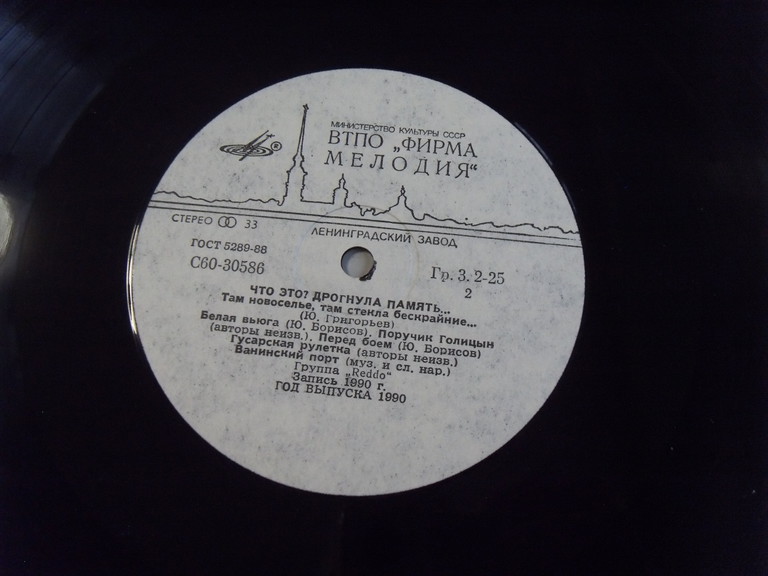 МИНИСТЕРСТВО КУЛЬТУРЫ СССР
ВТПО „ФИРМА
МЕЛОДИЯ“
®
СТЕРЕО 33
ЛЕНИНГРАДСКИЙ ЗАВОД
ГОСТ 5289-88
С60-30586
Гр. 3. 2-25
2
ЧТО ЭТО? ДРОГНУЛА ПАМЯТЬ...
Там новоселье, там стекла бескрайние...
(Ю. Григорьев)
Белая вьюга (Ю. Борисов). Поручик Голицын
(авторы неизв.). Перед боем (Ю. Борисов)
Гусарская рулетка (авторы неизв.)
Ванинский порт (муз. и сл. нар.)
Группа „Reddo“
Запись 1990 г.
ГОД ВЫПУСКА 1990